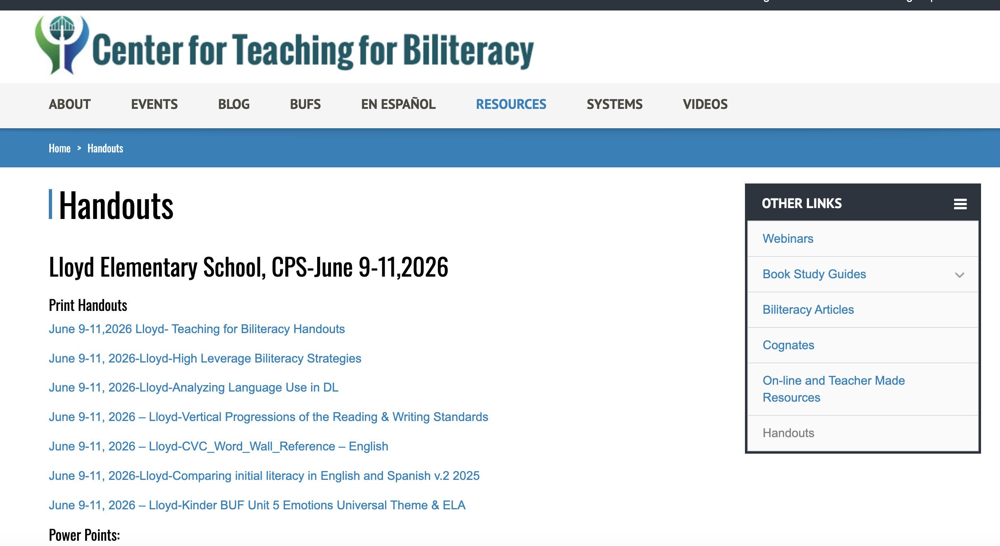 Center for Teaching for Biliteracy
ABOUT EVENTS BLOG BUFS EN ESPAÑOL RESOURCES SYSTEMS VIDEOS
Home > Handouts
Handouts
Lloyd Elementary School, CPS-June 9-11,2026
Print Handouts
June 9-11,2026 Lloyd- Teaching for Biliteracy Handouts
June 9-11, 2026-Lloyd-High Leverage Biliteracy Strategies
June 9-11, 2026-Lloyd-Analyzing Language Use in DL
June 9-11, 2026 – Lloyd-Vertical Progressions of the Reading & Writing Standards
June 9-11, 2026 – Lloyd-CVC_Word_Wall_Reference – English
June 9-11, 2026-Lloyd-Comparing initial literacy in English and Spanish v.2 2025
June 9-11, 2026 – Lloyd-Kinder BUF Unit 5 Emotions Universal Theme & ELA
Power Points:
OTHER LINKS
Webinars
Book Study Guides
Biliteracy Articles
Cognates
On-line and Teacher Made
Resources
Handouts